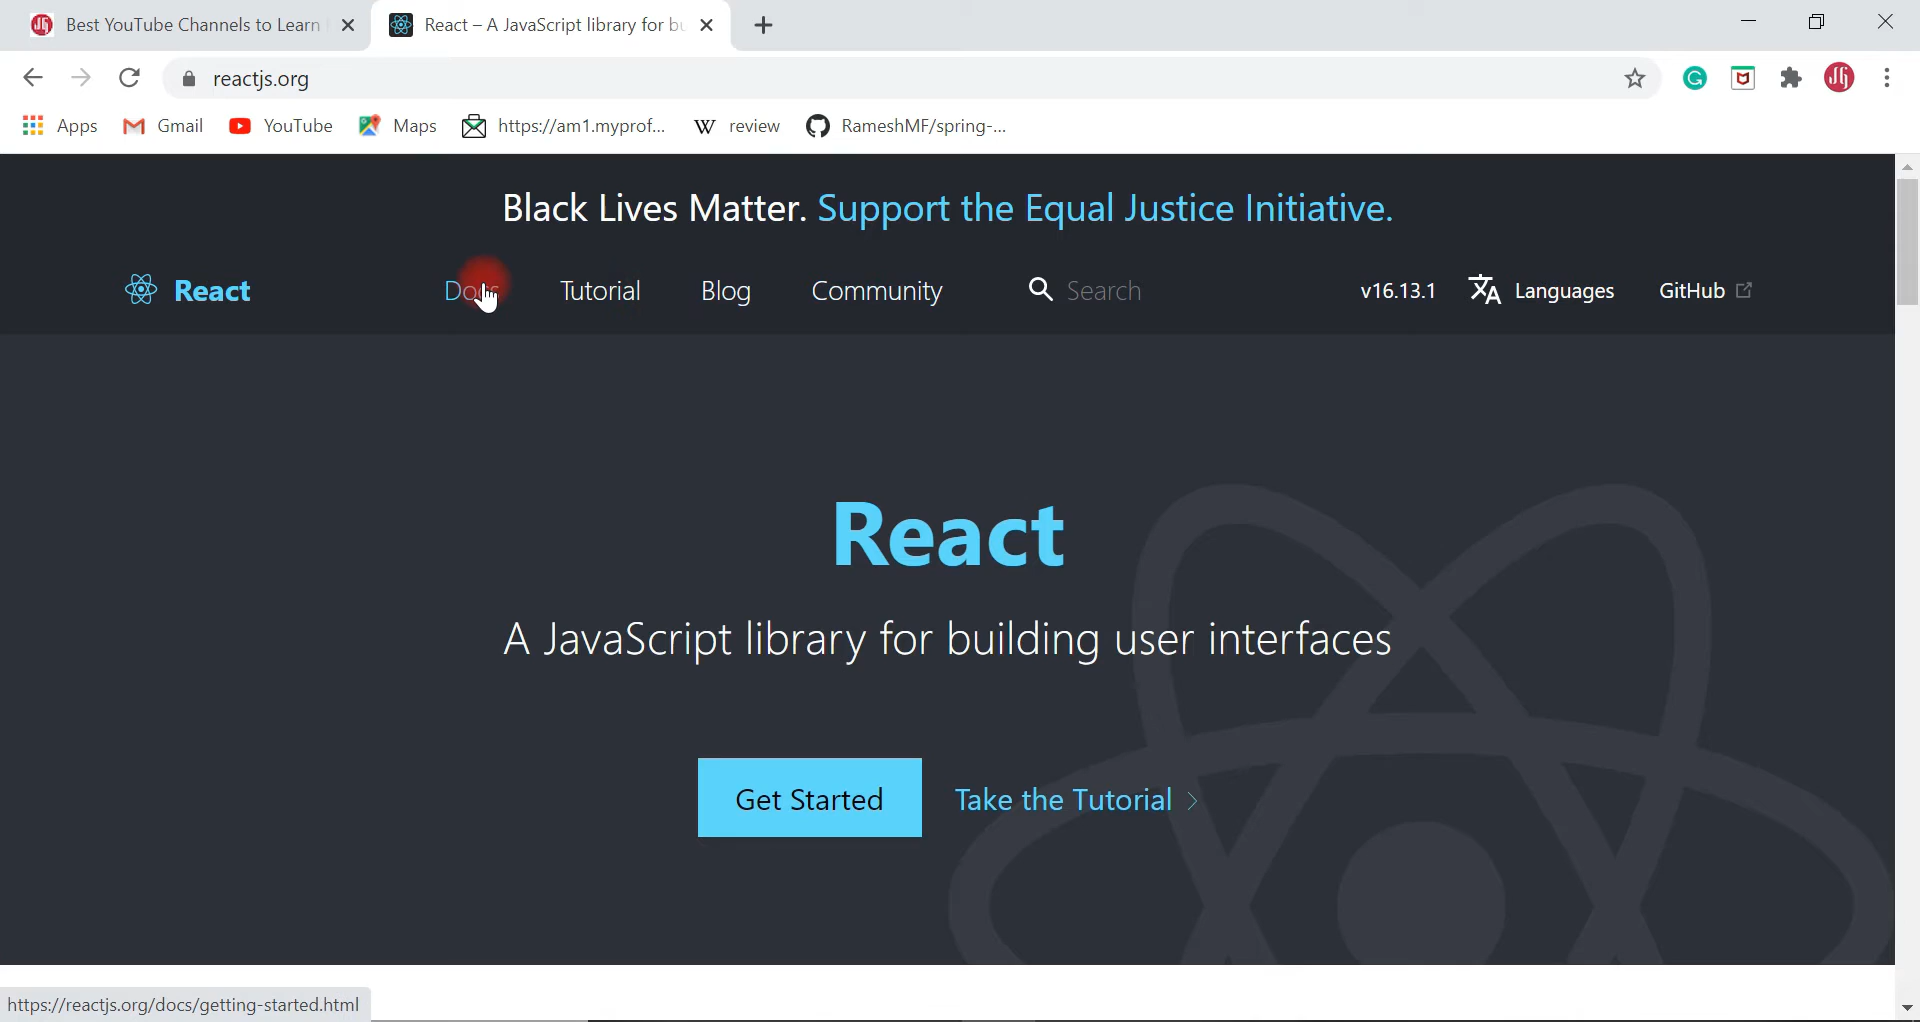 Best YouTube Channels to Learn
React – A JavaScript library for bu
reactjs.org
Apps Gmail YouTube Maps https://am1.myprof... W review RameshMF/spring-...
Black Lives Matter. Support the Equal Justice Initiative.
React Docs Tutorial Blog Community Search v16.13.1 Languages GitHub
React
A JavaScript library for building user interfaces
Get Started Take the Tutorial >
https://reactjs.org/docs/getting-started.html